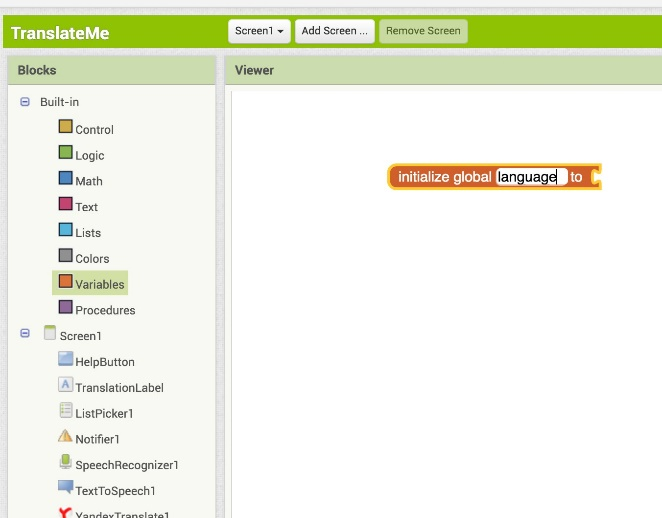 TranslateMe Screen1 Add Screen ... Remove Screen
Blocks
Viewer
Built-in
Control
Logic
Math
Text
Lists
Colors
Variables
Procedures
Screen1
HelpButton
TranslationLabel
ListPicker1
Notifier1
SpeechRecognizer1
TextToSpeech1
YandexTranslate1
initialize global language to